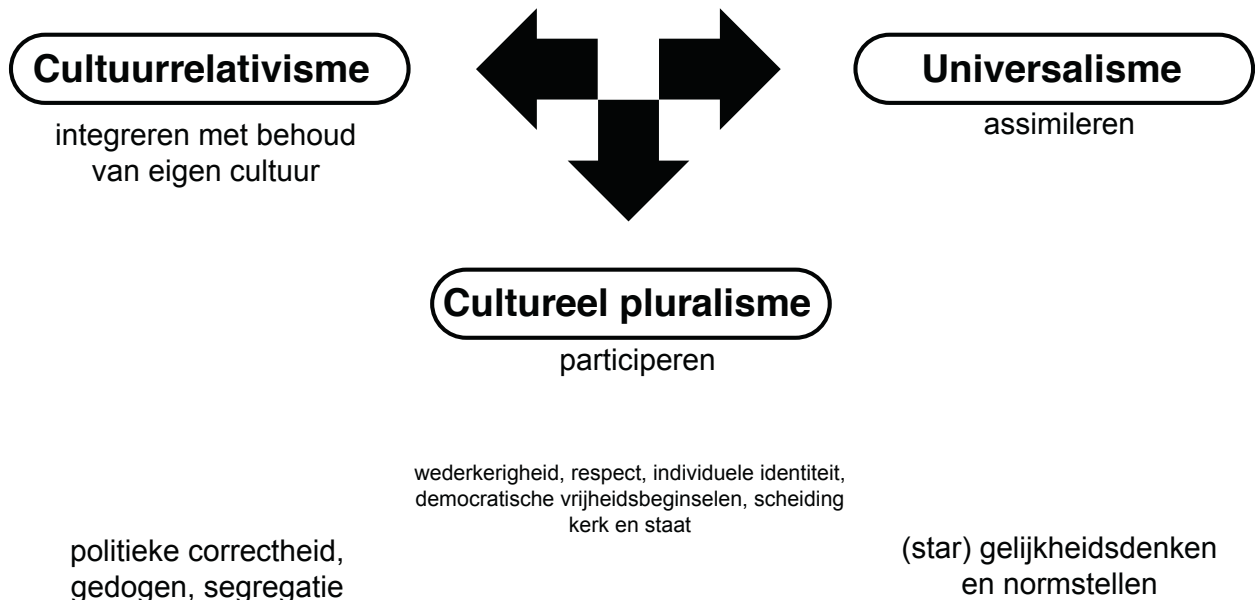 Cultuurrelativisme
integreren met behoud
van eigen cultuur
Universalisme
assimileren
Cultureel pluralisme
participeren
wederkerigheid, respect, individuele identiteit,
democratische vrijheidsbeginselen, scheiding
kerk en staat
politieke correctheid,
gedogen, segregatie
(star) gelijkheidsdenken
en normstellen